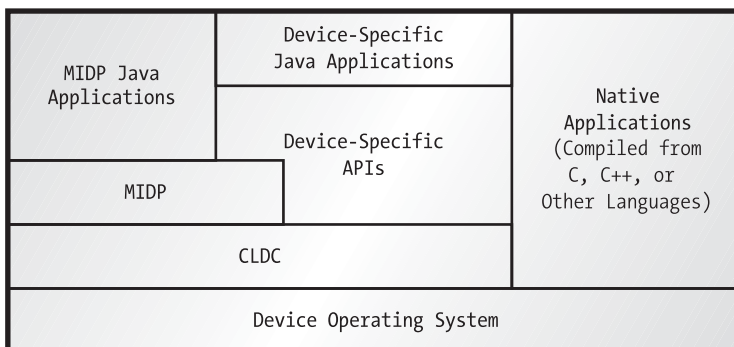 MIDP Java
Applications
Device-Specific
Java Applications
Device-Specific
APIs
Native
Applications
(Compiled from
C, C++, or
Other Languages)
MIDP
CLDC
Device Operating System